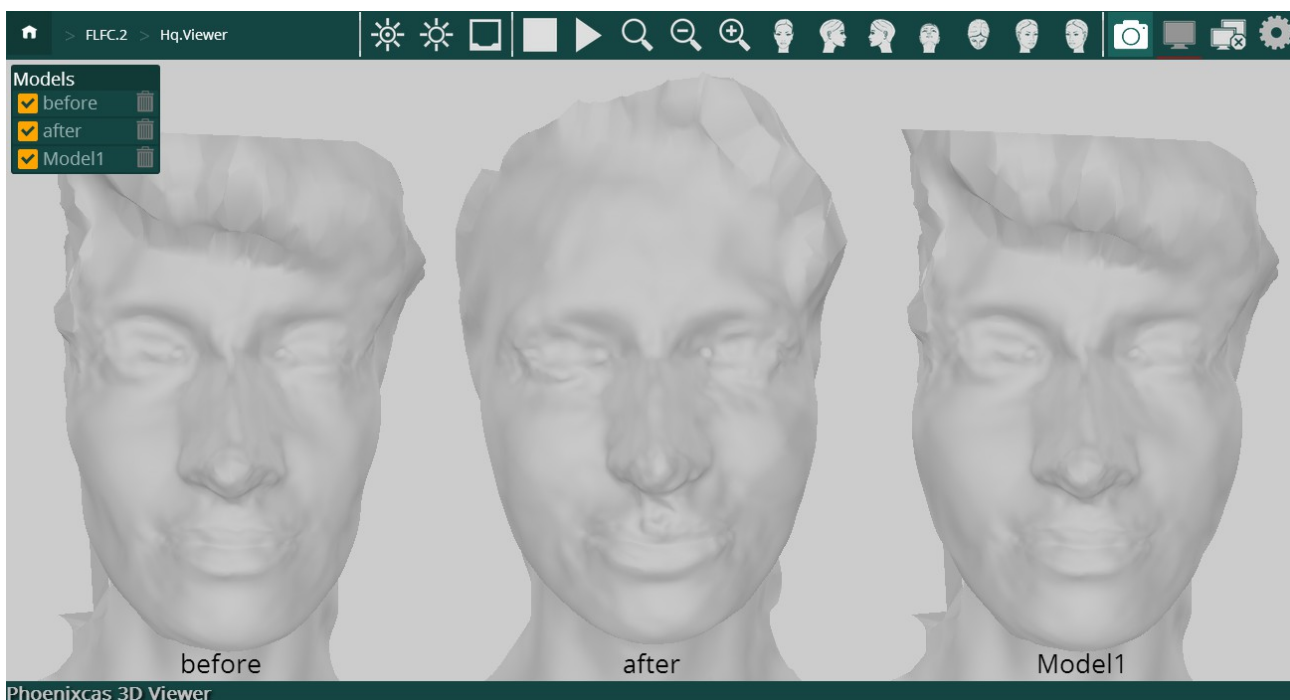 > FLFC.2 > Hq.Viewer
Models
before
after
Model1
before
after
Model1
Phoenixcas 3D Viewer